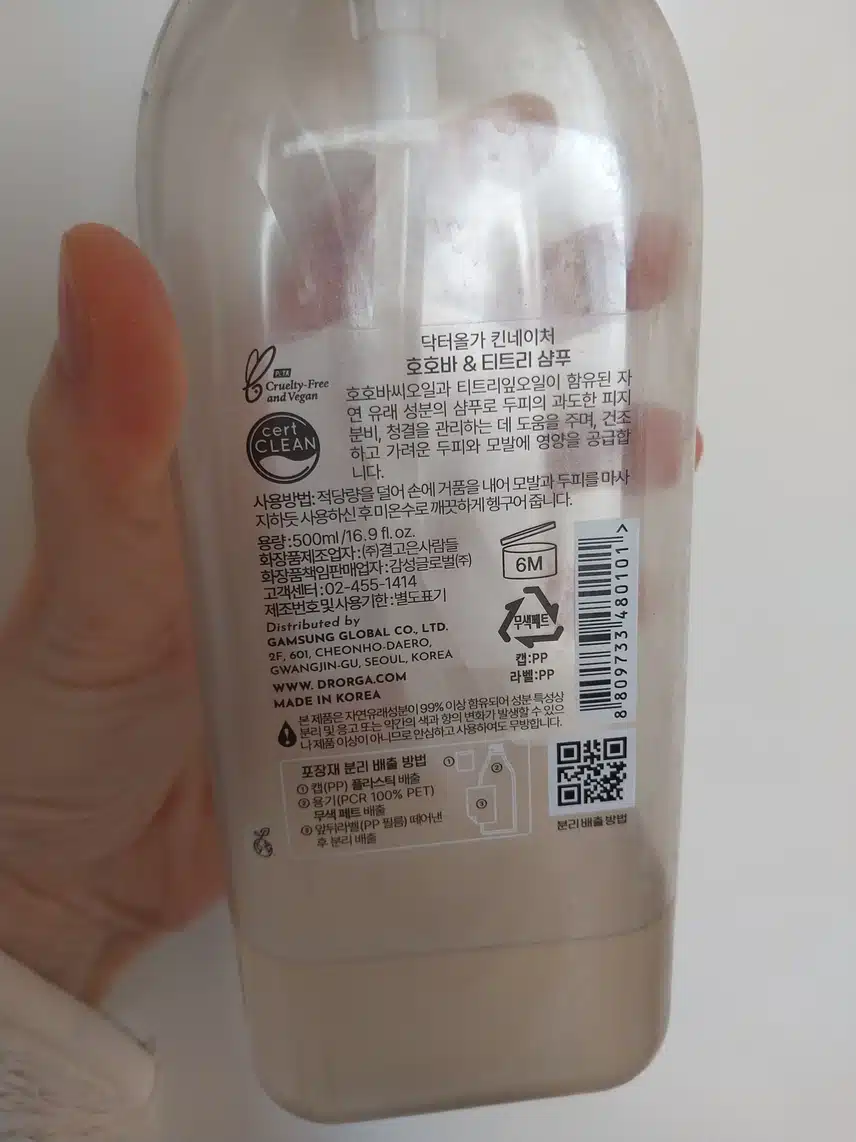 닥터올가 킨네이처
호호바 & 티트리 샴푸
PETA
Cruelty-Free
and Vegan
cert
CLEAN
호호바씨오일과 티트리잎오일이 함유된 자
연 유래 성분의 샴푸로 두피의 과도한 피지
분비, 청결을 관리하는 데 도움을 주며, 건조
하고 가려운 두피와 모발에 영양을 공급합
니다.
사용방법: 적당량을 덜어 손에 거품을 내어 모발과 두피를 마사
지하듯 사용하신 후 미온수로 깨끗하게 헹구어 줍니다.
용량 : 500ml /16.9 fl. oz.
화장품제조업자 : (주)결고은사람들
화장품책임판매업자 : 감성글로벌(주)
고객센터 : 02-455-1414
제조번호 및 사용기한 : 별도표기
Distributed by
GAMSUNG GLOBAL CO., LTD.
2F, 601, CHEONHO-DAERO,
GWANGJIN-GU, SEOUL, KOREA
WWW. DRORGA.COM
MADE IN KOREA
6M
무색페트
캡:PP
라벨:PP
8 809733 480101 >
본 제품은 자연유래성분이 99% 이상 함유되어 성분 특성상
분리 및 응고 또는 약간의 색과 향의 변화가 발생할 수 있으
나 제품 이상이 아니므로 안심하고 사용하여도 무방합니다.
포장재 분리 배출 방법
① 캡(PP) 플라스틱 배출
② 용기(PCR 100% PET)
무색 페트 배출
③ 앞뒤라벨(PP 필름) 떼어낸
후 분리 배출
①
②
③
분리 배출 방법